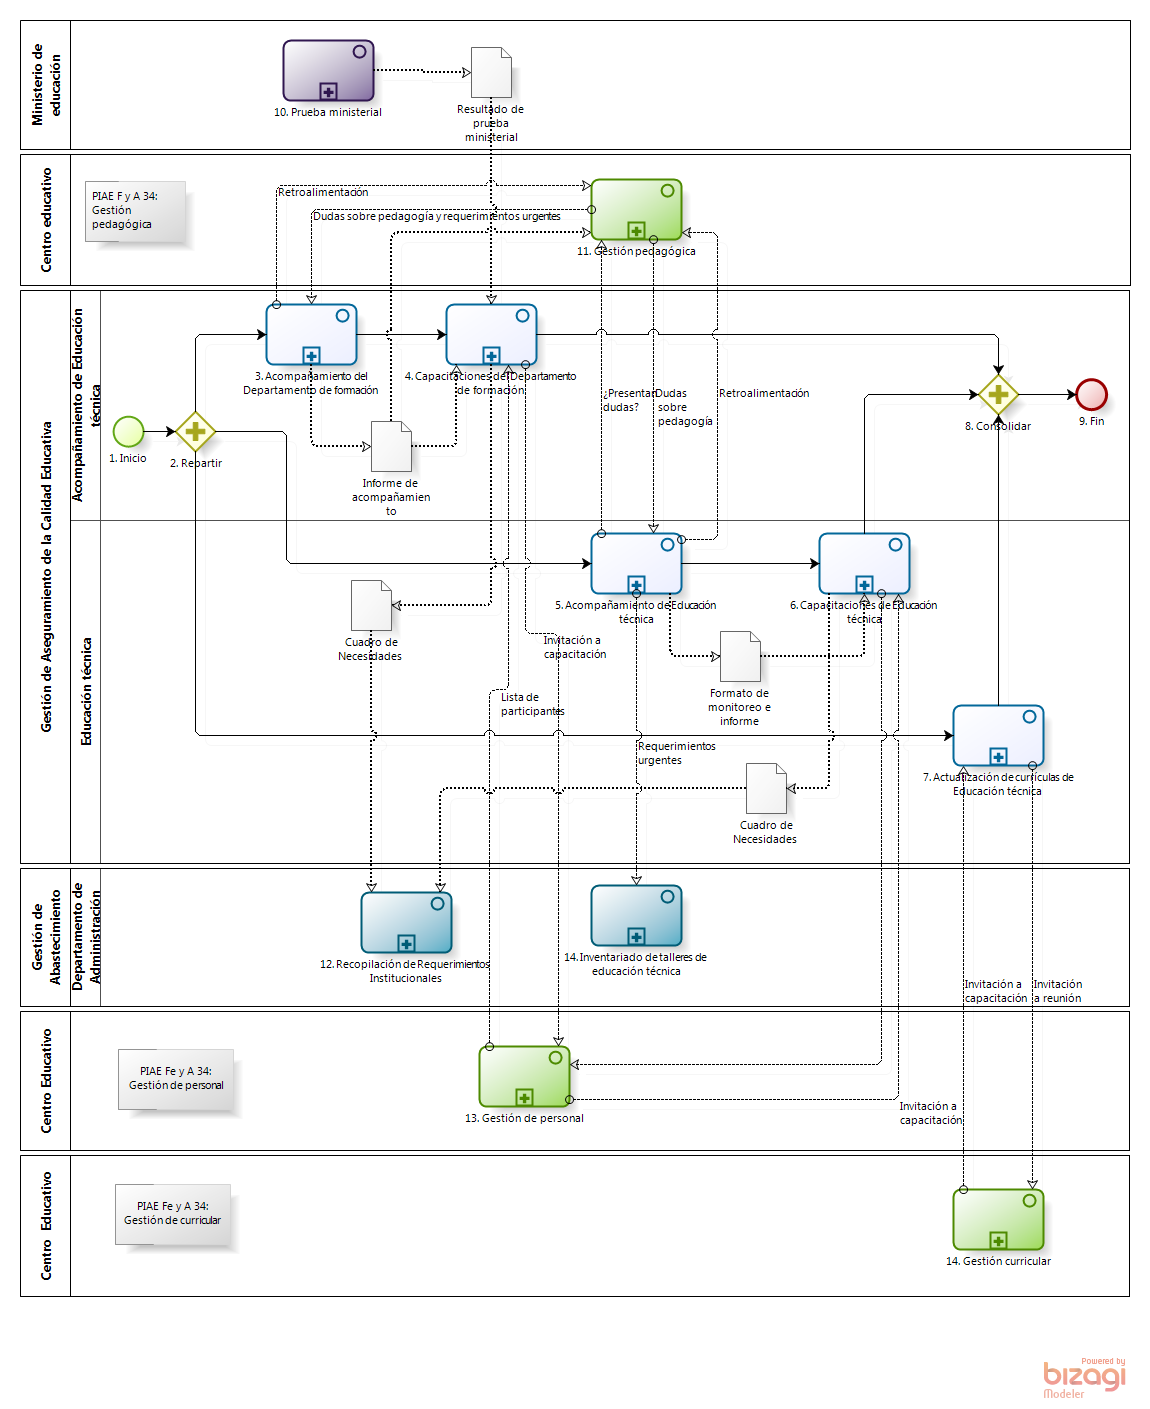 Ministerio de
educación
10. Prueba ministerial
Resultado de
prueba
ministerial
Centro educativo
PIAE F y A 34:
Gestión
pedagógica
Retroalimentación
Dudas sobre pedagogía y requerimientos urgentes
11. Gestión pedagógica
Gestión de Aseguramiento de la Calidad Educativa
Acompañamiento de Educación
técnica
1. Inicio
2. Repartir
3. Acompañamiento del
Departamento de formación
4. Capacitaciones de Departamento
de formación
Informe de
acompañamien
to
¿Presentar
dudas?
Dudas
sobre
pedagogía
Retroalimentación
8. Consolidar
9. Fin
Educación técnica
5. Acompañamiento de Educación
técnica
6. Capacitaciones de Educación
técnica
Cuadro de
Necesidades
Invitación a
capacitación
Lista de
participantes
Formato de
monitoreo e
informe
Requerimientos
urgentes
7. Actualización de currículas de
Educación técnica
Cuadro de
Necesidades
Gestión de
Abastecimiento
Departamento de
Administración
12. Recopilación de Requerimientos
Institucionales
14. Inventariado de talleres de
educación técnica
Invitación a
capacitación
Invitación
a reunión
Centro Educativo
PIAE Fe y A 34:
Gestión de personal
13. Gestión de personal
Invitación a
capacitación
Centro Educativo
PIAE Fe y A 34:
Gestión de curricular
14. Gestión curricular
Powered by
bizagi
Modeler